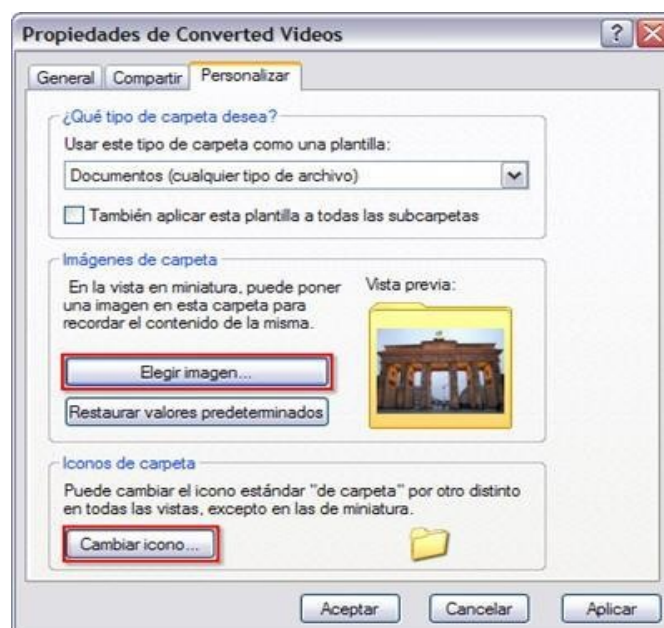 Propiedades de Converted Videos
General Compartir Personalizar
¿Qué tipo de carpeta desea?
Usar este tipo de carpeta como una plantilla:
Documentos (cualquier tipo de archivo)
También aplicar esta plantilla a todas las subcarpetas
Imágenes de carpeta
En la vista en miniatura, puede poner
una imagen en esta carpeta para
recordar el contenido de la misma.
Vista previa:
Elegir imagen...
Restaurar valores predeterminados
Iconos de carpeta
Puede cambiar el icono estándar "de carpeta" por otro distinto
en todas las vistas, excepto en las de miniatura.
Cambiar icono...
Aceptar Cancelar Aplicar